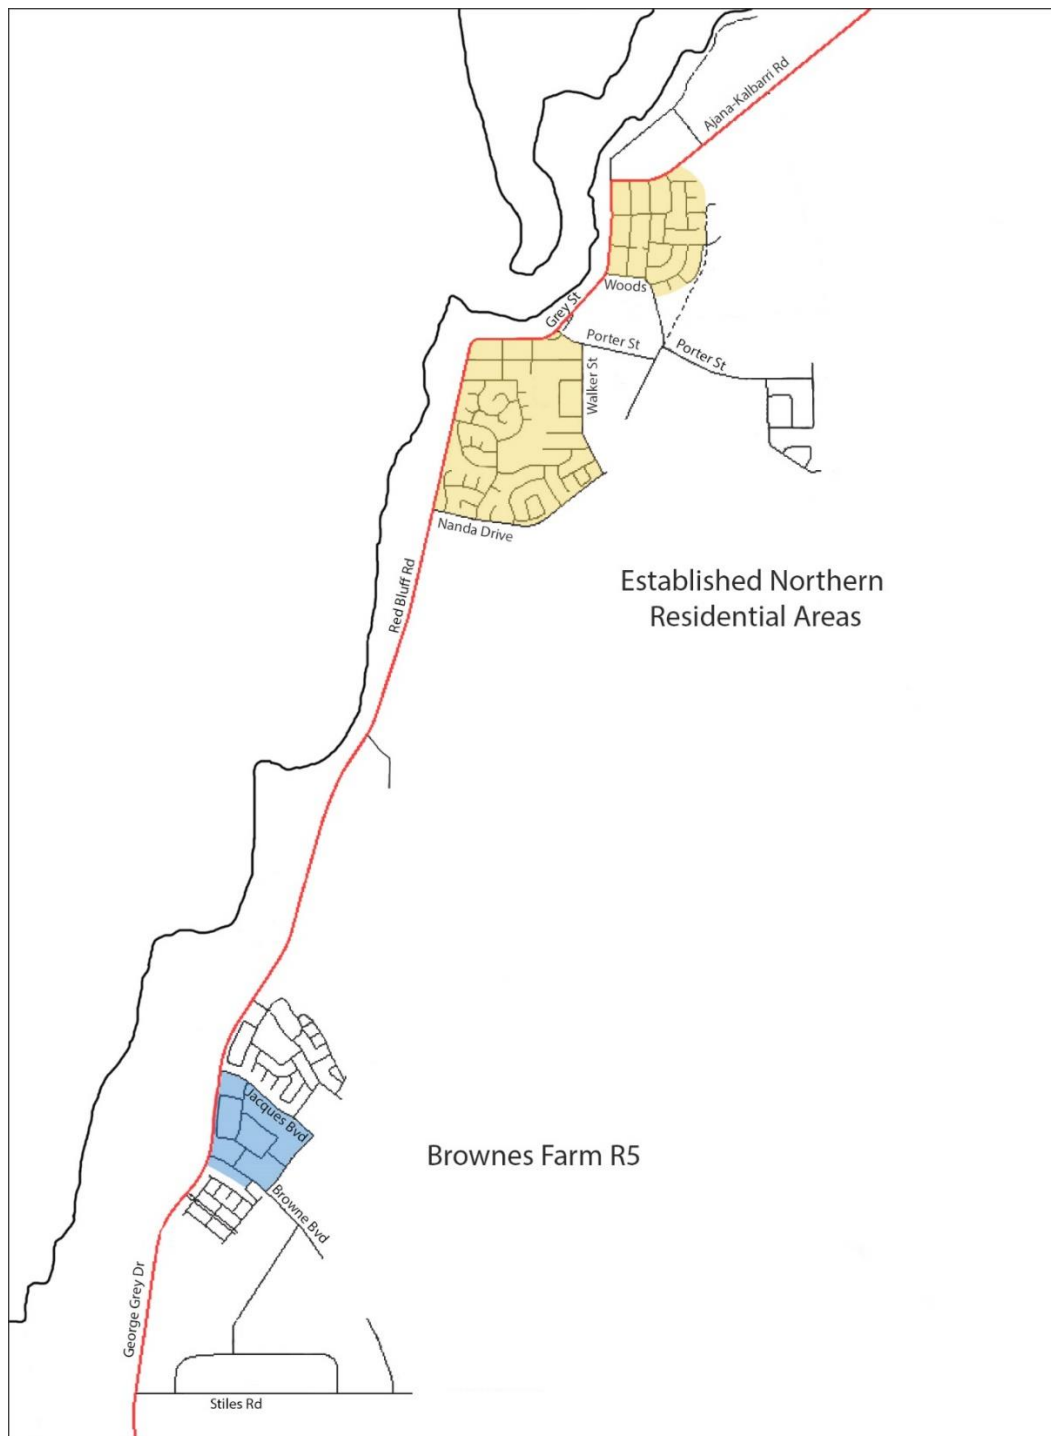 Ajana-Kalbarri Rd
Woods
Grey St
Porter St
Porter St
Walker St
Nanda Drive
Red Bluff Rd
Established Northern
Residential Areas
Jacques Bvd
Brownes Farm R5
Browne Bvd
George Grey Dr
Stiles Rd